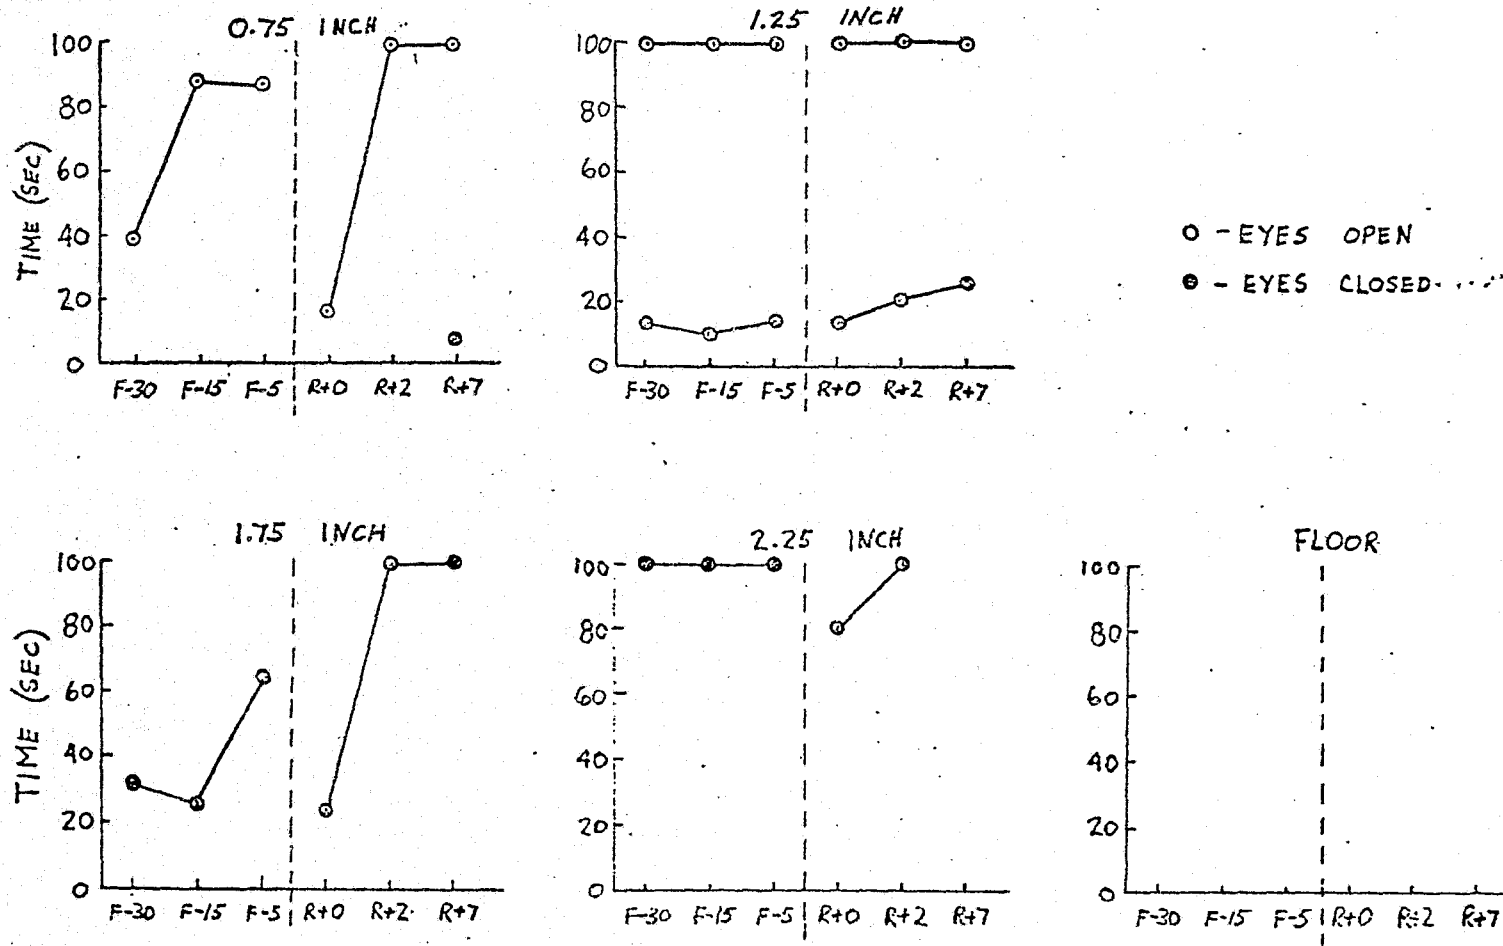 0.75 INCH
100
80
60
40
20
0
TIME (SEC)
F-30 F-15 F-5 R+0 R+2 R+7
1.25 INCH
100
80
60
40
20
0
F-30 F-15 F-5 R+0 R+2 R+7
O - EYES OPEN
● - EYES CLOSED
1.75 INCH
100
80
60
40
20
0
TIME (SEC)
F-30 F-15 F-5 R+0 R+2 R+7
2.25 INCH
100
80
60
40
20
0
F-30 F-15 F-5 R+0 R+2 R+7
FLOOR
100
80
60
40
20
0
F-30 F-15 F-5 R+0 R+2 R+7